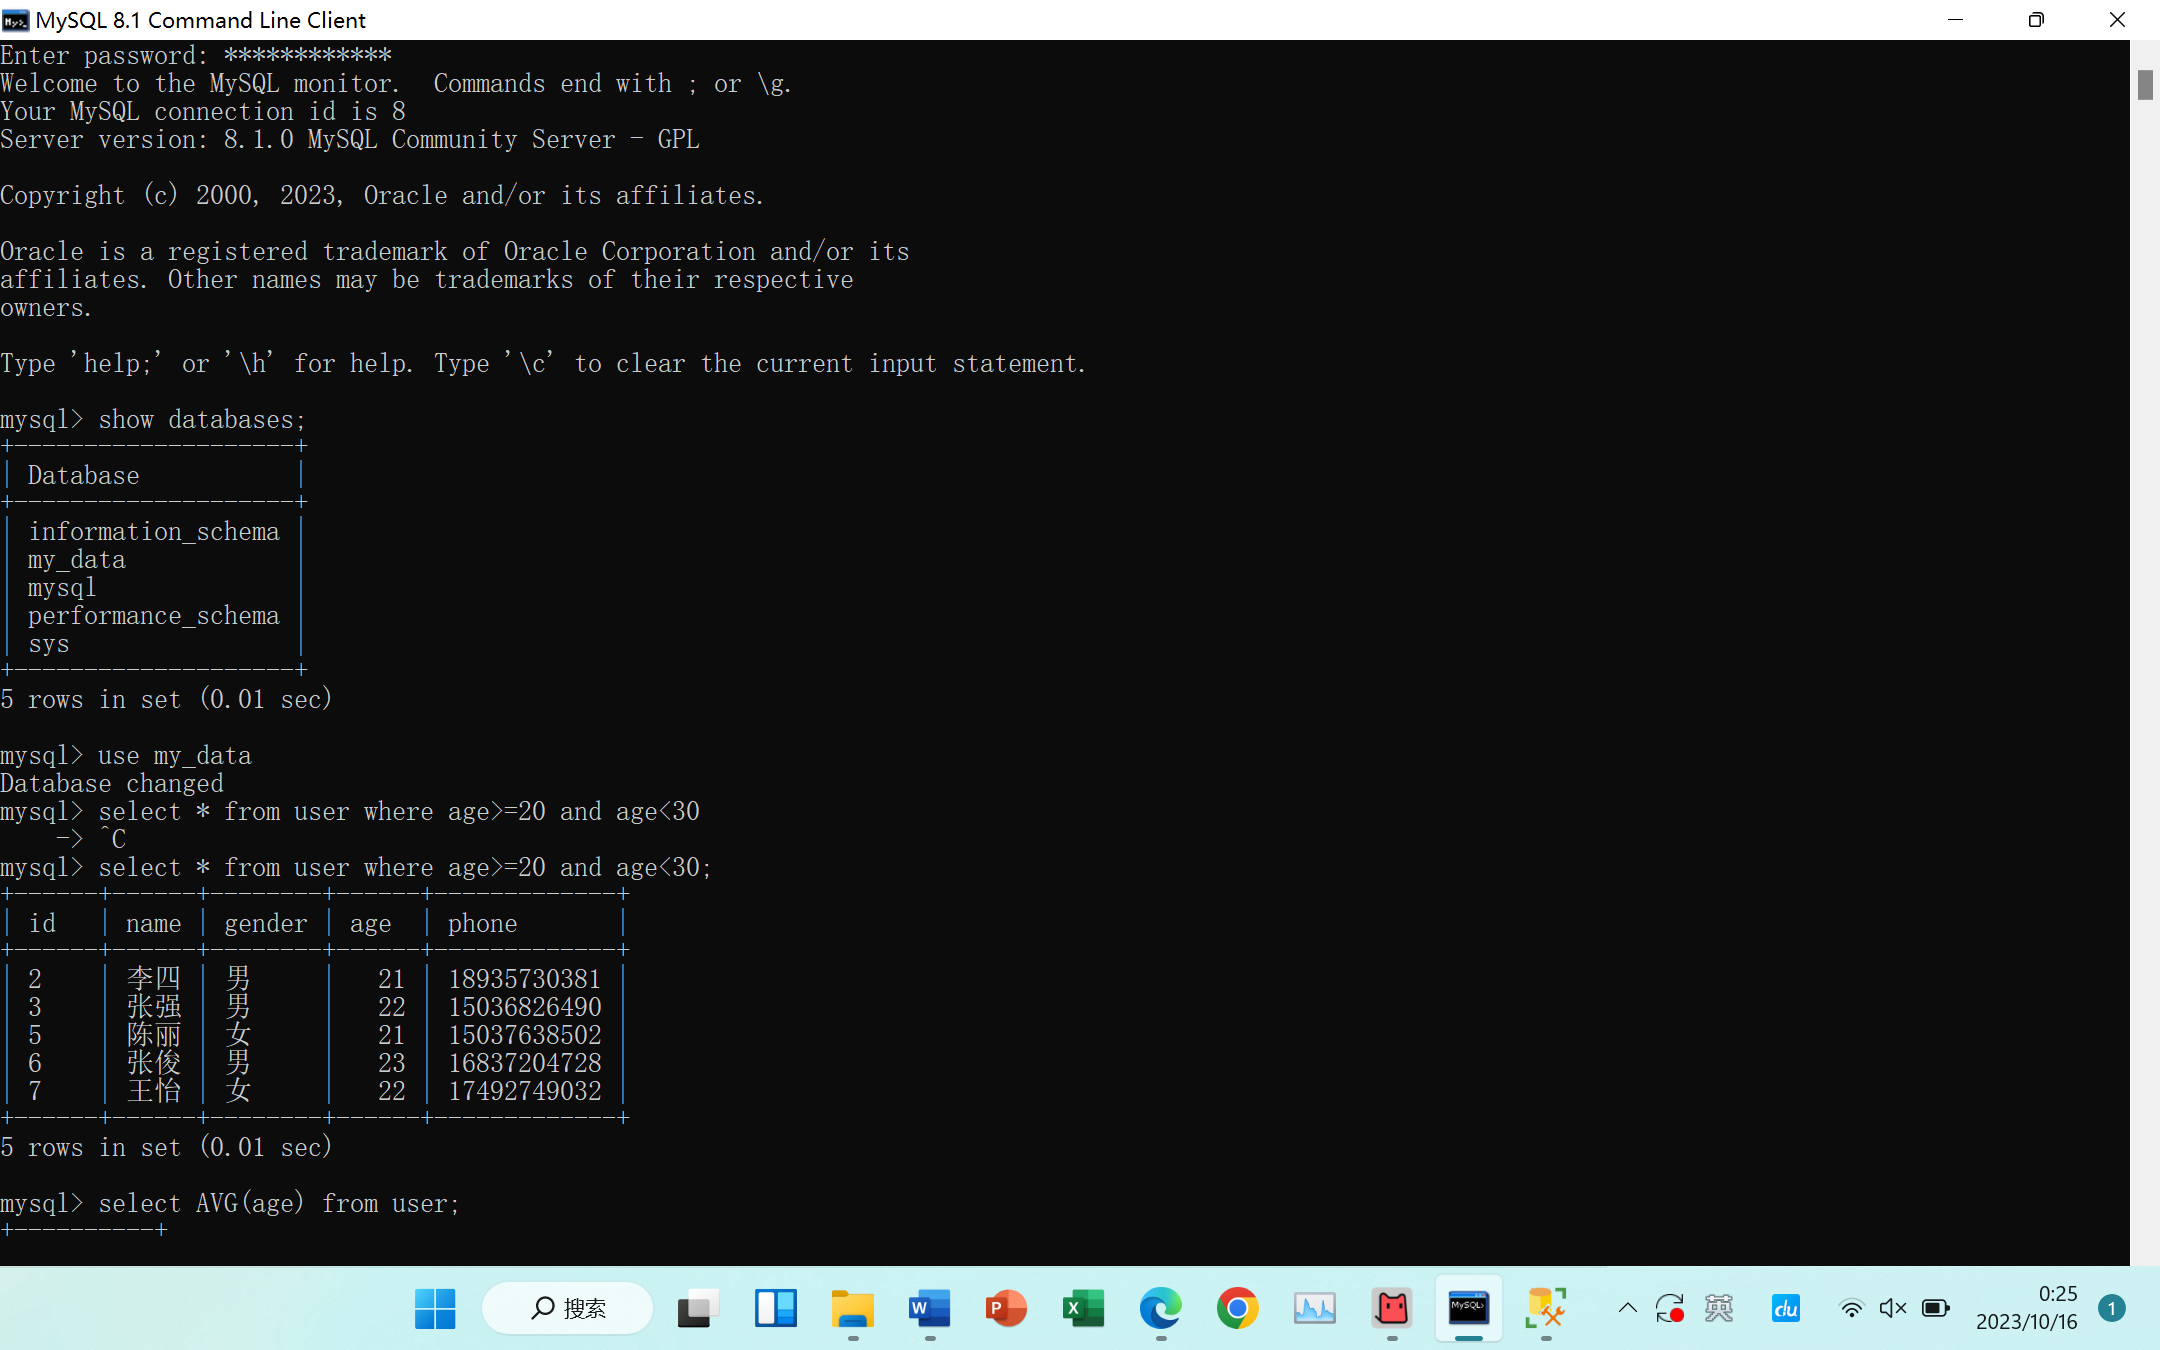 MySQL 8.1 Command Line Client
Enter password: ************
Welcome to the MySQL monitor.  Commands end with ; or \g.
Your MySQL connection id is 8
Server version: 8.1.0 MySQL Community Server - GPL
Copyright (c) 2000, 2023, Oracle and/or its affiliates.
Oracle is a registered trademark of Oracle Corporation and/or its
affiliates. Other names may be trademarks of their respective
owners.
Type 'help;' or '\h' for help. Type '\c' to clear the current input statement.
mysql> show databases;
+--------------------+
| Database           |
+--------------------+
| information_schema |
| my_data            |
| mysql              |
| performance_schema |
| sys                |
+--------------------+
5 rows in set (0.01 sec)
mysql> use my_data
Database changed
mysql> select * from user where age>=20 and age<30
    -> ^C
mysql> select * from user where age>=20 and age<30;
+------+------+--------+------+-------------+
| id   | name | gender | age  | phone       |
+------+------+--------+------+-------------+
| 2    | 李四 | 男     |   21 | 18935730381 |
| 3    | 张强 | 男     |   22 | 15036826490 |
| 5    | 陈丽 | 女     |   21 | 15037638502 |
| 6    | 张俊 | 男     |   23 | 16837204728 |
| 7    | 王怡 | 女     |   22 | 17492749032 |
+------+------+--------+------+-------------+
5 rows in set (0.01 sec)
mysql> select AVG(age) from user;
+----------+
搜索
W
P
X
MySQL>
英
du
0:25
2023/10/16
1